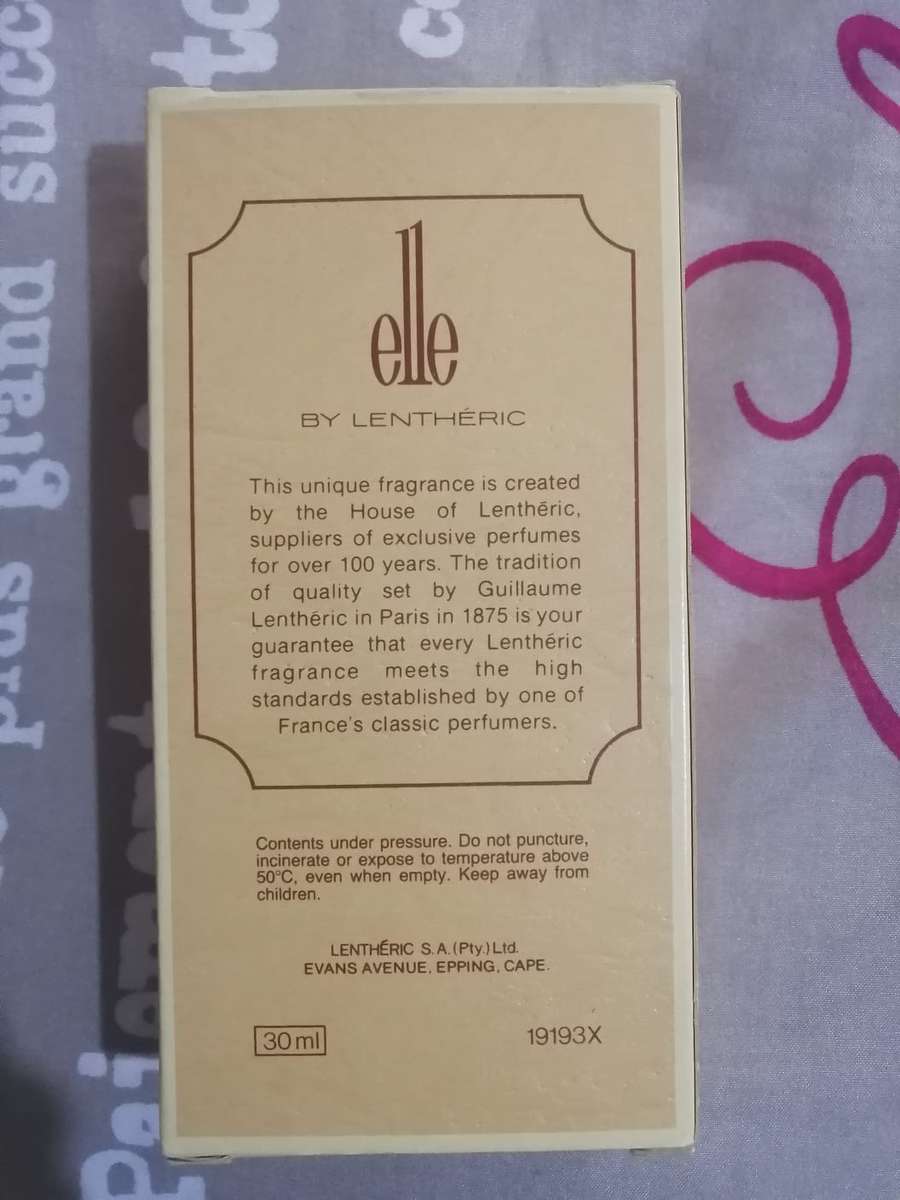 elle
BY LENTHÉRIC
This unique fragrance is created
by the House of Lenthéric,
suppliers of exclusive perfumes
for over 100 years. The tradition
of quality set by Guillaume
Lenthéric in Paris in 1875 is your
guarantee that every Lenthéric
fragrance meets the high
standards established by one of
France's classic perfumers.
Contents under pressure. Do not puncture,
incinerate or expose to temperature above
50°C, even when empty. Keep away from
children.
LENTHÉRIC S.A.(Pty.)Ltd.
EVANS AVENUE, EPPING, CAPE.
30 ml
19193X
plus grand succ